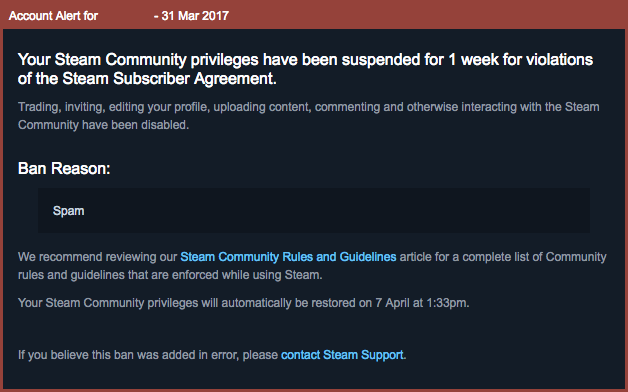 Account Alert for - 31 Mar 2017
Your Steam Community privileges have been suspended for 1 week for violations
of the Steam Subscriber Agreement.
Trading, inviting, editing your profile, uploading content, commenting and otherwise interacting with the Steam
Community have been disabled.
Ban Reason:
Spam
We recommend reviewing our Steam Community Rules and Guidelines article for a complete list of Community
rules and guidelines that are enforced while using Steam.
Your Steam Community privileges will automatically be restored on 7 April at 1:33pm.
If you believe this ban was added in error, please contact Steam Support.